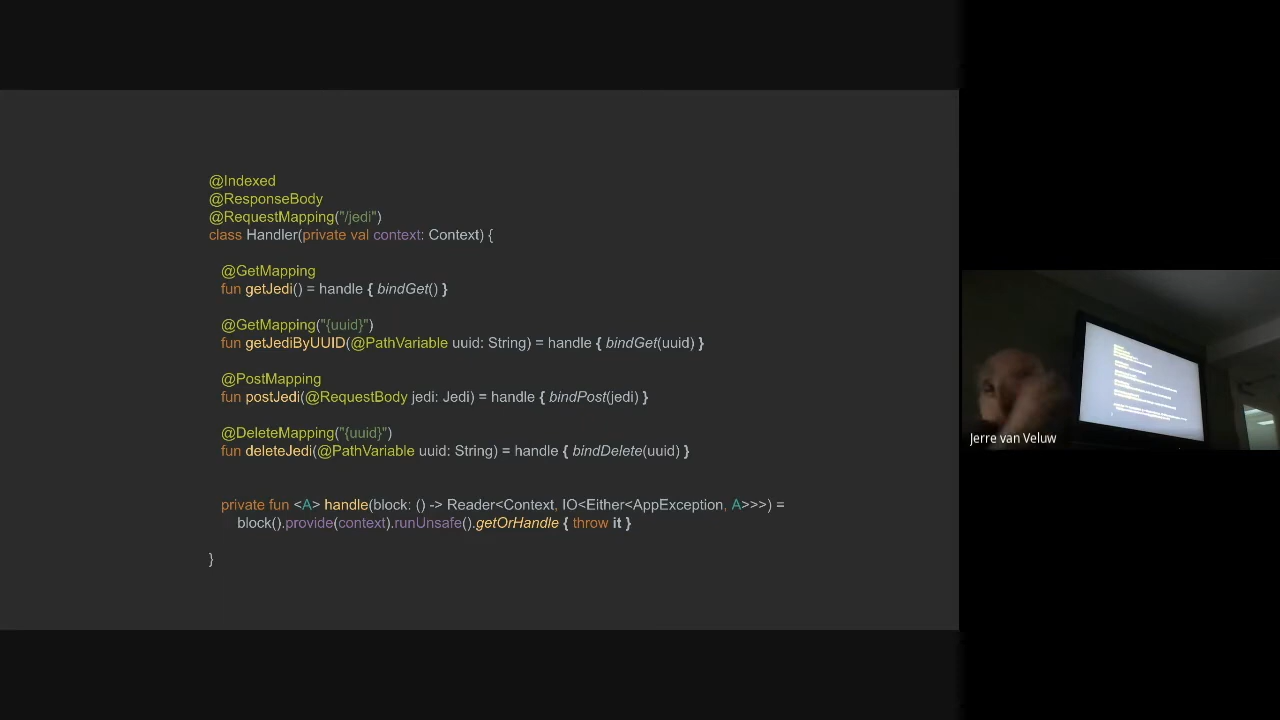 @Indexed
@ResponseBody
@RequestMapping("/jedi")
class Handler(private val context: Context) {
@GetMapping
fun getJedi() = handle { bindGet() }
@GetMapping("{uuid}")
fun getJediByUUID(@PathVariable uuid: String) = handle { bindGet(uuid) }
@PostMapping
fun postJedi(@RequestBody jedi: Jedi) = handle { bindPost(jedi) }
@DeleteMapping("{uuid}")
fun deleteJedi(@PathVariable uuid: String) = handle { bindDelete(uuid) }
private fun <A> handle(block: () -> Reader<Context, IO<Either<AppException, A>>>) =
block().provide(context).runUnsafe().getOrHandle { throw it }
}
Jerre van Veluw